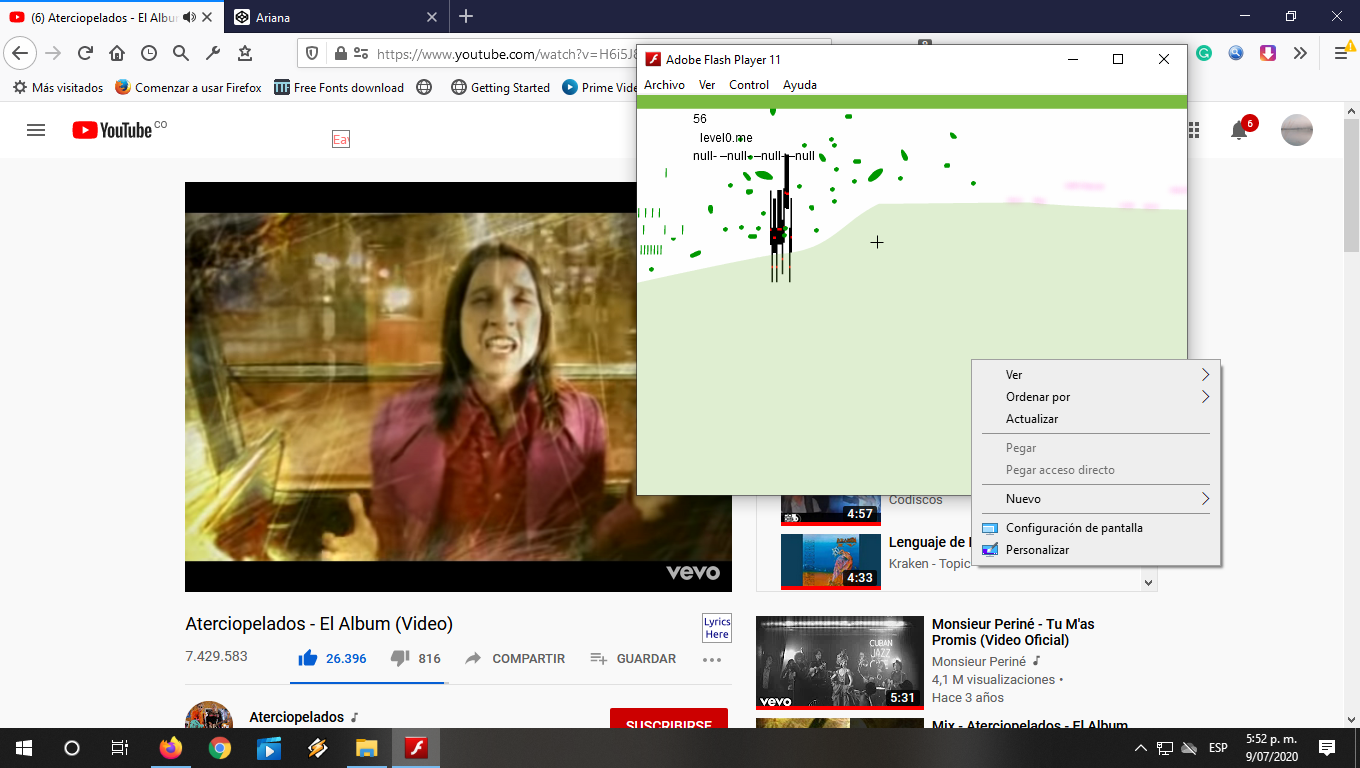 (6) Aterciopelados - El Albu
Ariana
https://www.youtube.com/watch?v=H6i5J
Más visitados
Comenzar a usar Firefox
Free Fonts download
Getting Started
Prime Vide
YouTube CO
Ea
6
Adobe Flash Player 11
Archivo Ver Control Ayuda
56
level0.me
null- –null- –null- –null
Ver
Ordenar por
Actualizar
Pegar
Pegar acceso directo
Nuevo
Configuración de pantalla
Personalizar
vevo
Codiscos
4:57
Lenguaje de
Kraken - Topic
4:33
Aterciopelados - El Album (Video)
Lyrics
Here
7.429.583
26.396
816
COMPARTIR
GUARDAR
Aterciopelados
SUSCRIBIRSE
CUBAN
JAZZ
vevo
5:31
Monsieur Periné - Tu M'as
Promis (Video Oficial)
Monsieur Periné
4,1 M visualizaciones •
Hace 3 años
Mix - Aterciopelados - El Album
ESP
5:52 p. m.
9/07/2020